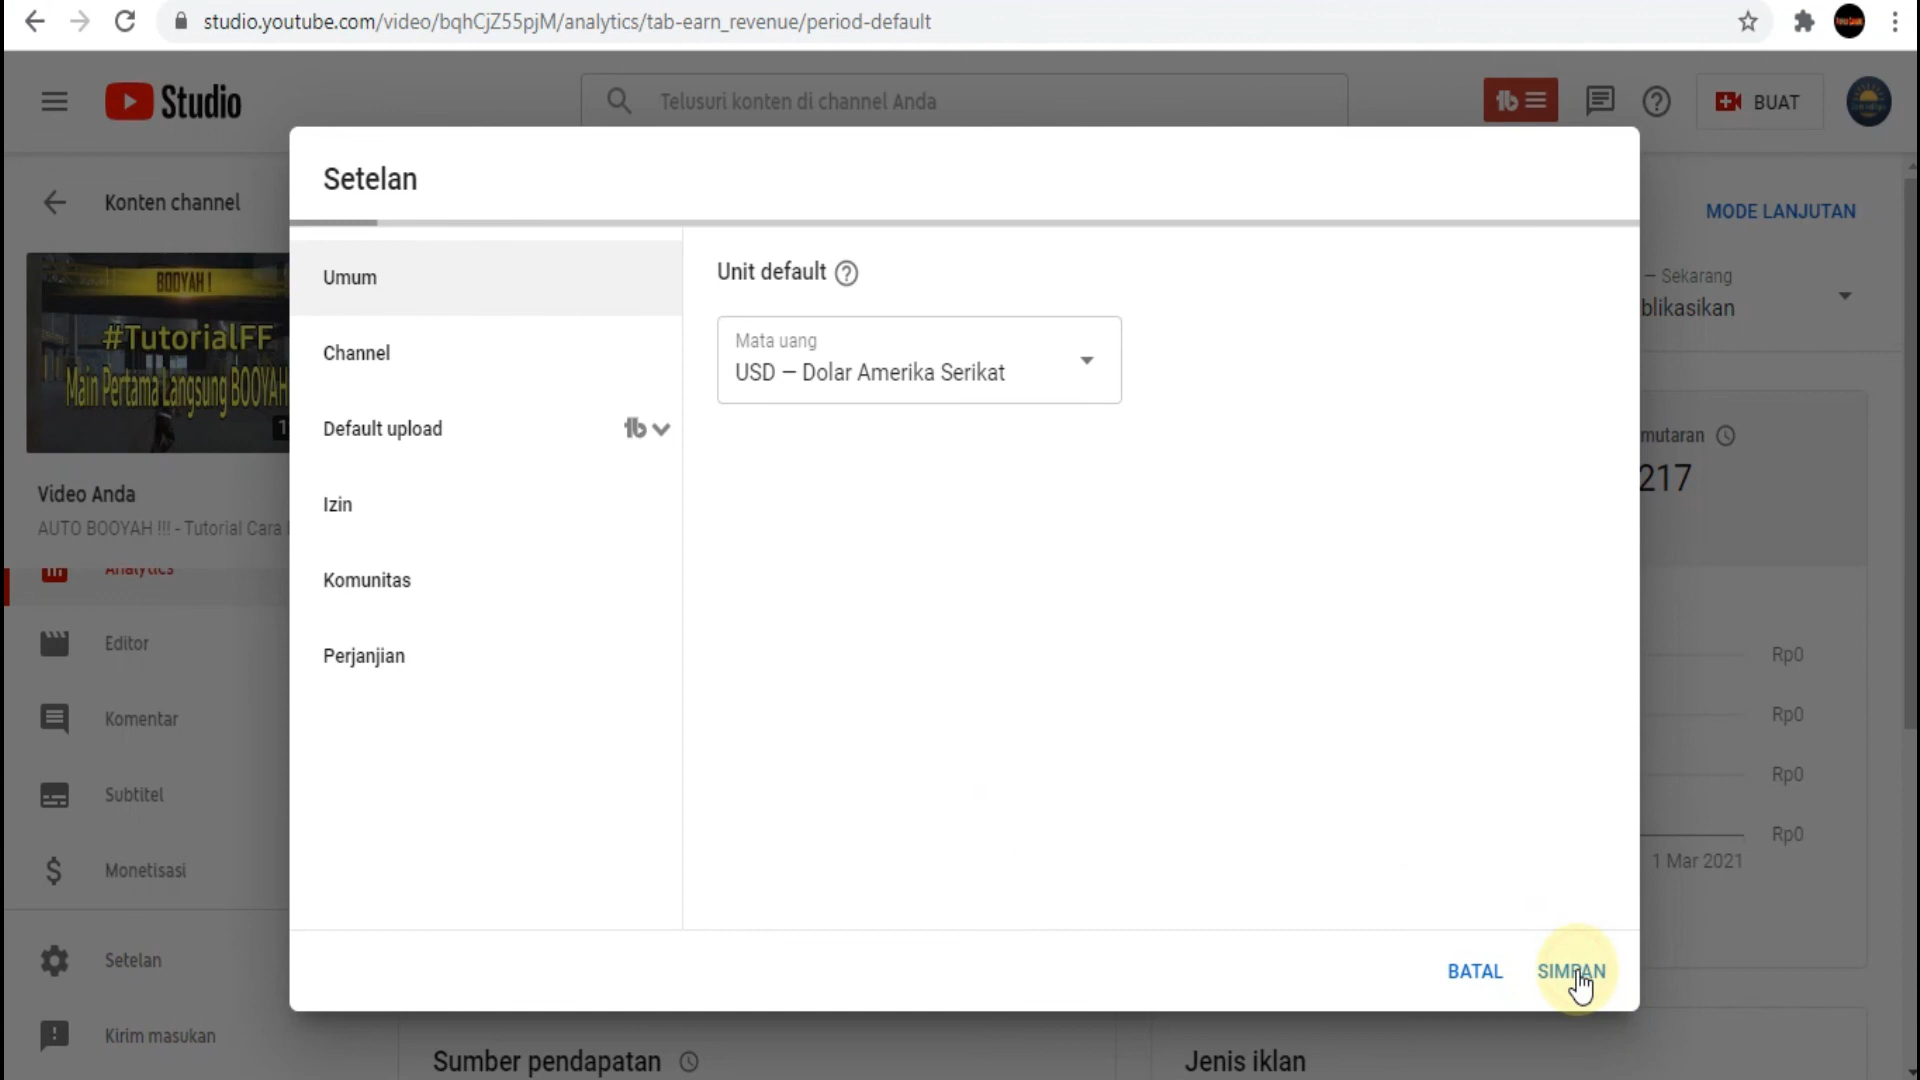 studio.youtube.com/video/bqhCjZ55pjM/analytics/tab-earn_revenue/period-default
Studio
Telusuri konten di channel Anda
BUAT
Setelan
Konten channel
MODE LANJUTAN
Umum
Unit default
Mata uang
USD – Dolar Amerika Serikat
– Sekarang
blikasikan
BOOYAH !
#TutorialFF
Main Pertama Langsung BOOYAH
1
Channel
Default upload
Izin
Komunitas
Perjanjian
mutaran
217
Video Anda
AUTO BOOYAH !!! - Tutorial Cara
Analytics
Editor
Komentar
Subtitel
Monetisasi
Setelan
Kirim masukan
Rp0
Rp0
Rp0
Rp0
1 Mar 2021
BATAL
SIMPAN
Sumber pendapatan
Jenis iklan